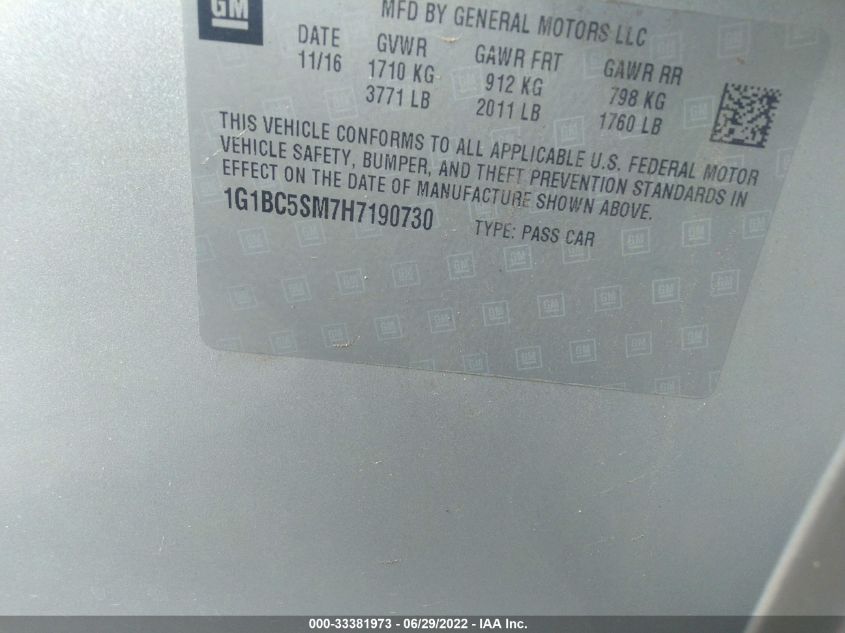 GM
MFD BY GENERAL MOTORS LLC
DATE GVWR GAWR FRT GAWR RR
11/16 1710 KG 912 KG 798 KG
3771 LB 2011 LB 1760 LB
THIS VEHICLE CONFORMS TO ALL APPLICABLE U.S. FEDERAL MOTOR
VEHICLE SAFETY, BUMPER, AND THEFT PREVENTION STANDARDS IN
EFFECT ON THE DATE OF MANUFACTURE SHOWN ABOVE.
1G1BC5SM7H7190730 TYPE: PASS CAR
000-33381973 - 06/29/2022 - IAA Inc.